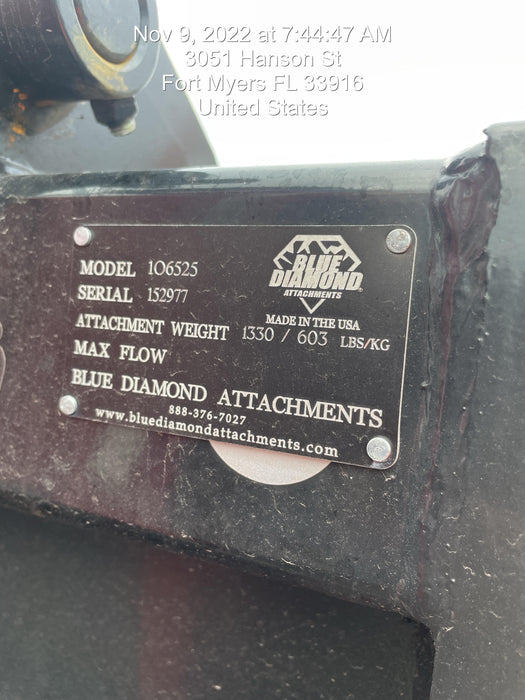 Nov 9, 2022 at 7:44:47 AM
3051 Hanson St
Fort Myers FL 33916
United States
BLUE
DIAMOND®
ATTACHMENTS
MADE IN THE USA
MODEL 106525
SERIAL 152977
ATTACHMENT WEIGHT 1330 / 603 LBS/KG
MAX FLOW
BLUE DIAMOND ATTACHMENTS
888-376-7027
www.bluediamondattachments.com